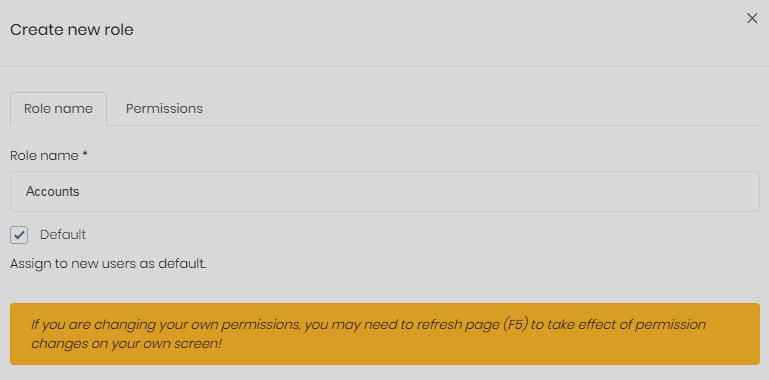 Create new role
Role name
Permissions
Role name *
Accounts
Default
Assign to new users as default.
If you are changing your own permissions, you may need to refresh page (F5) to take effect of permission
changes on your own screen!